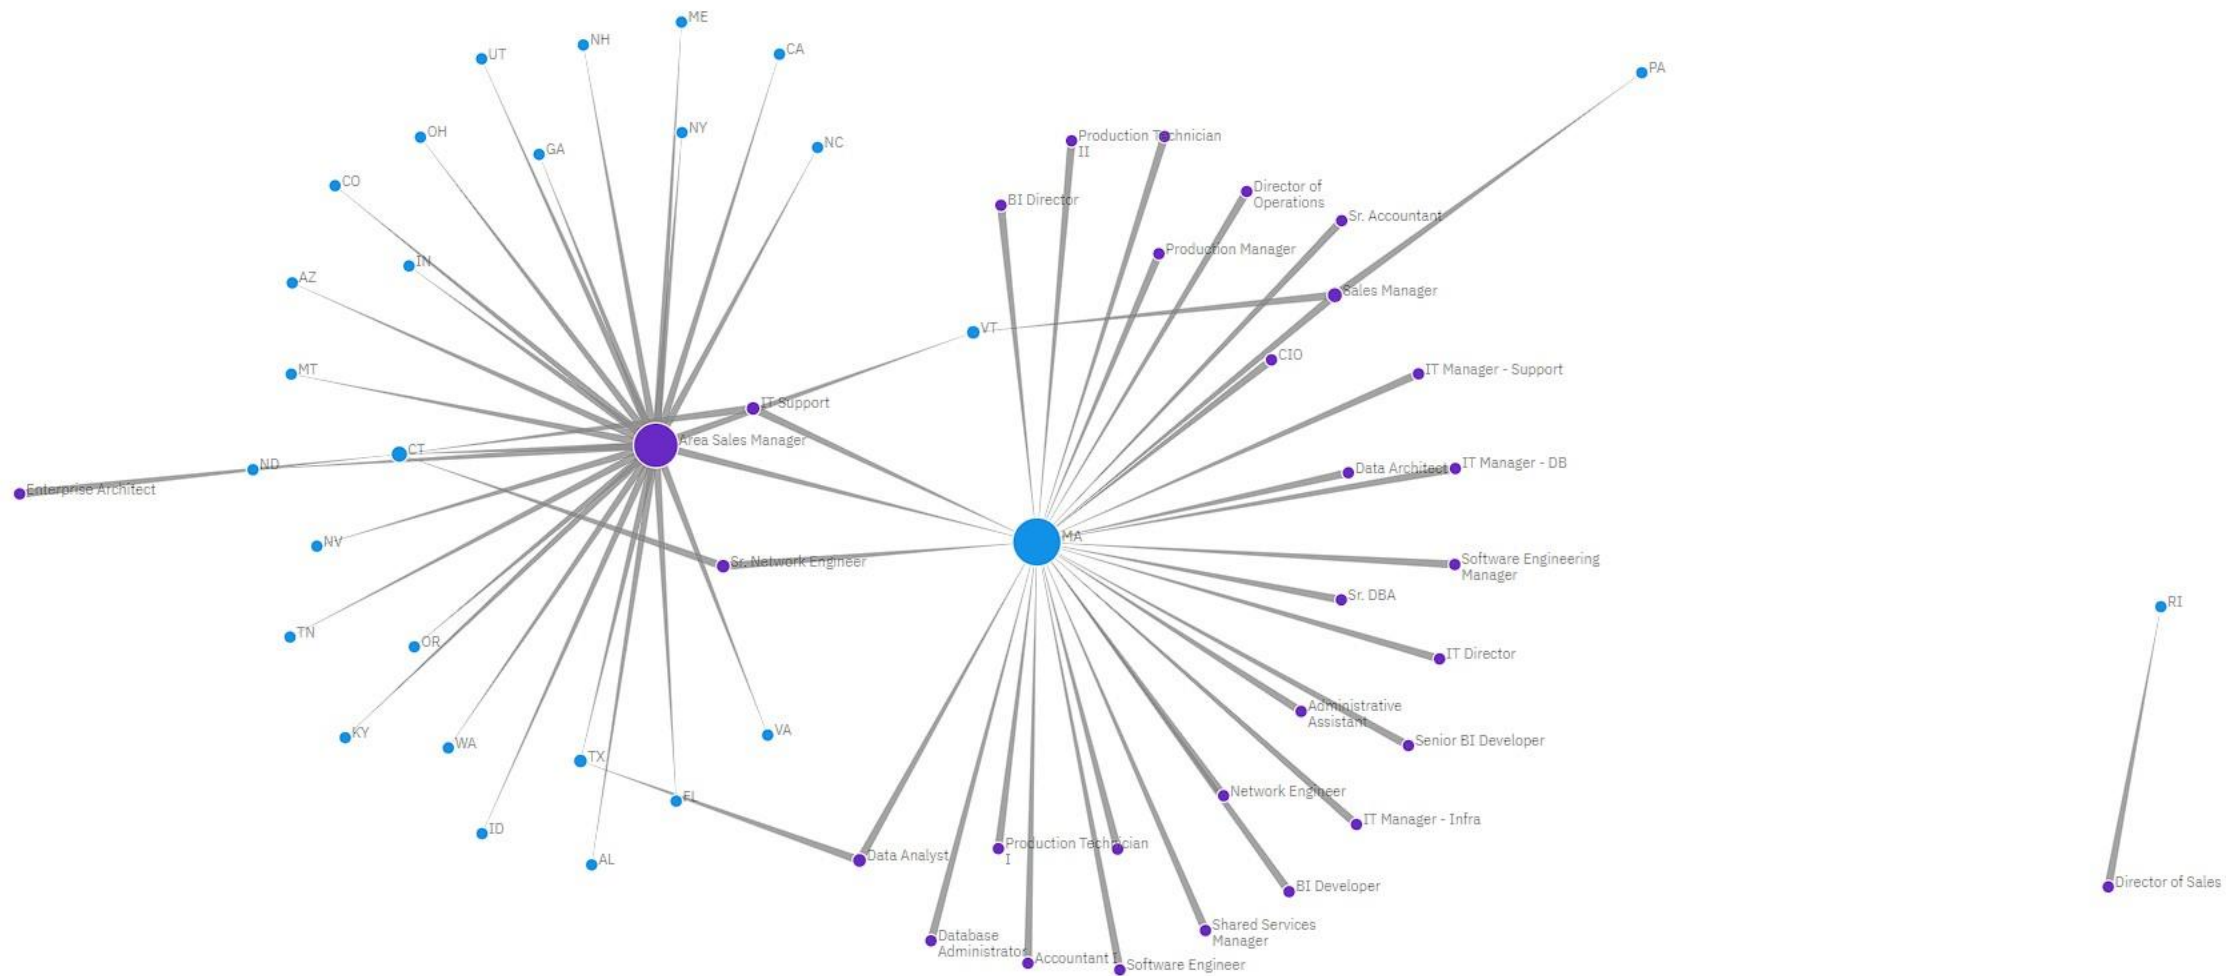 ME
NH
CA
UT
PA
NY
OH
Production Technician
II
NC
GA
CO
Director of
Operations
BI Director
Sr. Accountant
Production Manager
IN
AZ
Sales Manager
VT
CIO
MT
IT Manager - Support
IT Support
Area Sales Manager
CT
ND
Data Architect
IT Manager - DB
Enterprise Architect
MA
NV
Sr. Network Engineer
Software Engineering
Manager
Sr. DBA
RI
TN
OR
IT Director
Administrative
Assistant
KY
WA
VA
Senior BI Developer
TX
Network Engineer
FL
IT Manager - Infra
ID
Production Technician
I
AL
Data Analyst
Director of Sales
BI Developer
Shared Services
Manager
Database
Administrator
Accountant I
Software Engineer